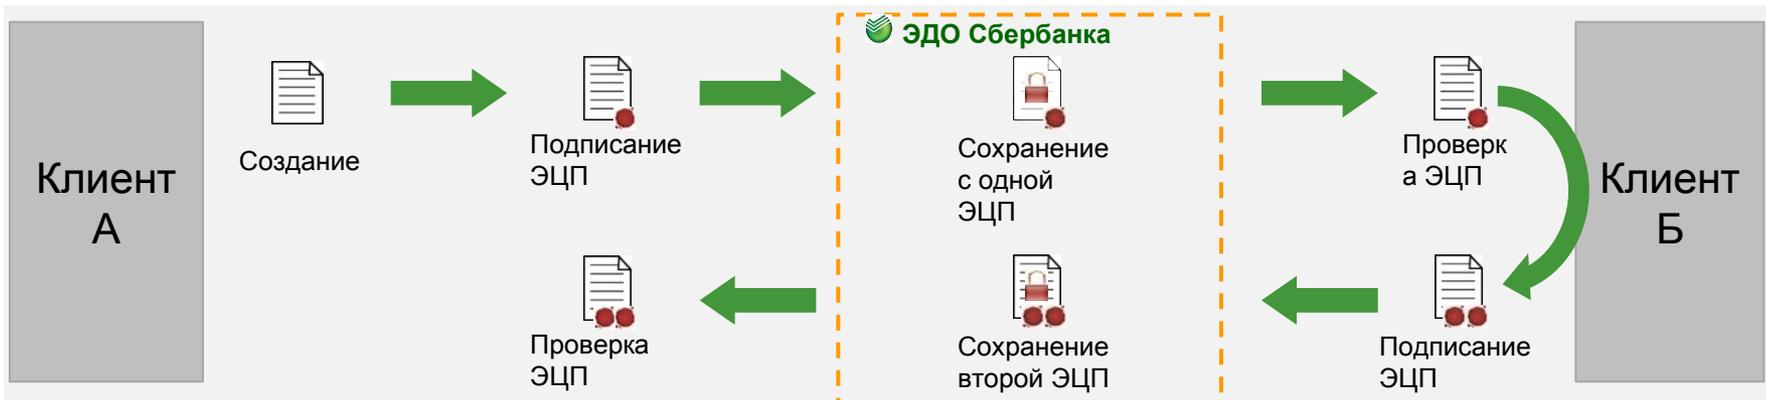 ЭДО Сбербанка
Клиент
А
Создание
Подписание
ЭЦП
Сохранение
с одной
ЭЦП
Проверк
а ЭЦП
Клиент
Б
Проверка
ЭЦП
Сохранение
второй ЭЦП
Подписание
ЭЦП